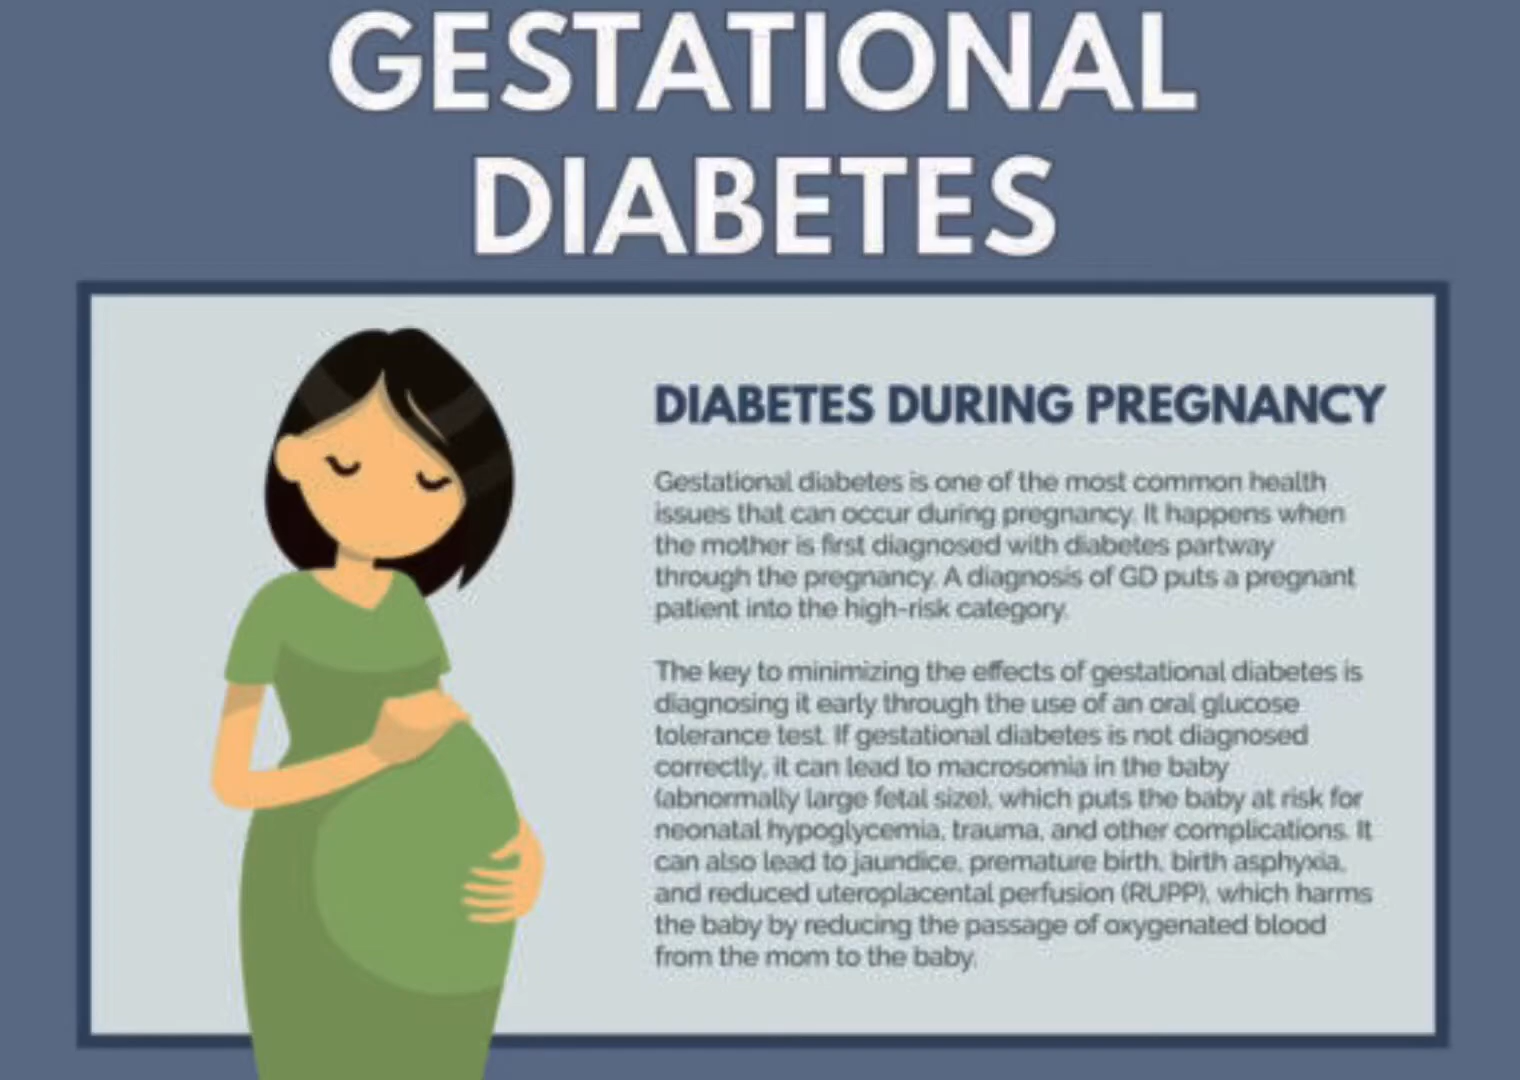 GESTATIONAL
DIABETES
DIABETES DURING PREGNANCY
Gestational diabetes is one of the most common health
issues that can occur during pregnancy. It happens when
the mother is first diagnosed with diabetes partway
through the pregnancy. A diagnosis of GD puts a pregnant
patient into the high-risk category.
The key to minimizing the effects of gestational diabetes is
diagnosing it early through the use of an oral glucose
tolerance test. If gestational diabetes is not diagnosed
correctly, it can lead to macrosomia in the baby
(abnormally large fetal size), which puts the baby at risk for
neonatal hypoglycemia, trauma, and other complications. It
can also lead to jaundice, premature birth, birth asphyxia,
and reduced uteroplacental perfusion (RUPP), which harms
the baby by reducing the passage of oxygenated blood
from the mom to the baby.